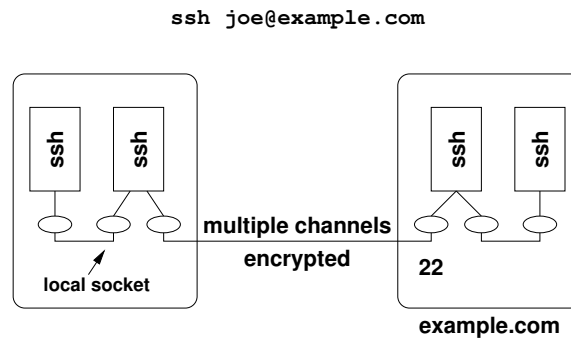 ssh joe@example.com
ssh
ssh
ssh
ssh
multiple channels
encrypted
22
local socket
example.com